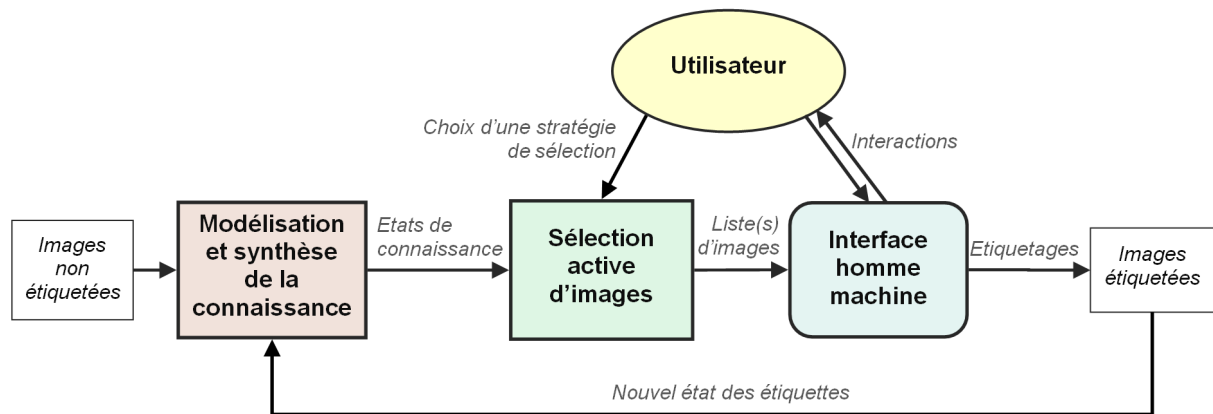 Utilisateur
Choix d'une stratégie
de sélection
Interactions
Images
non
étiquetées
Modélisation
et synthèse
de la
connaissance
Etats de
connaissance
Sélection
active
d'images
Liste(s)
d'images
Interface
homme
machine
Etiquetages
Images
étiquetées
Nouvel état des étiquettes